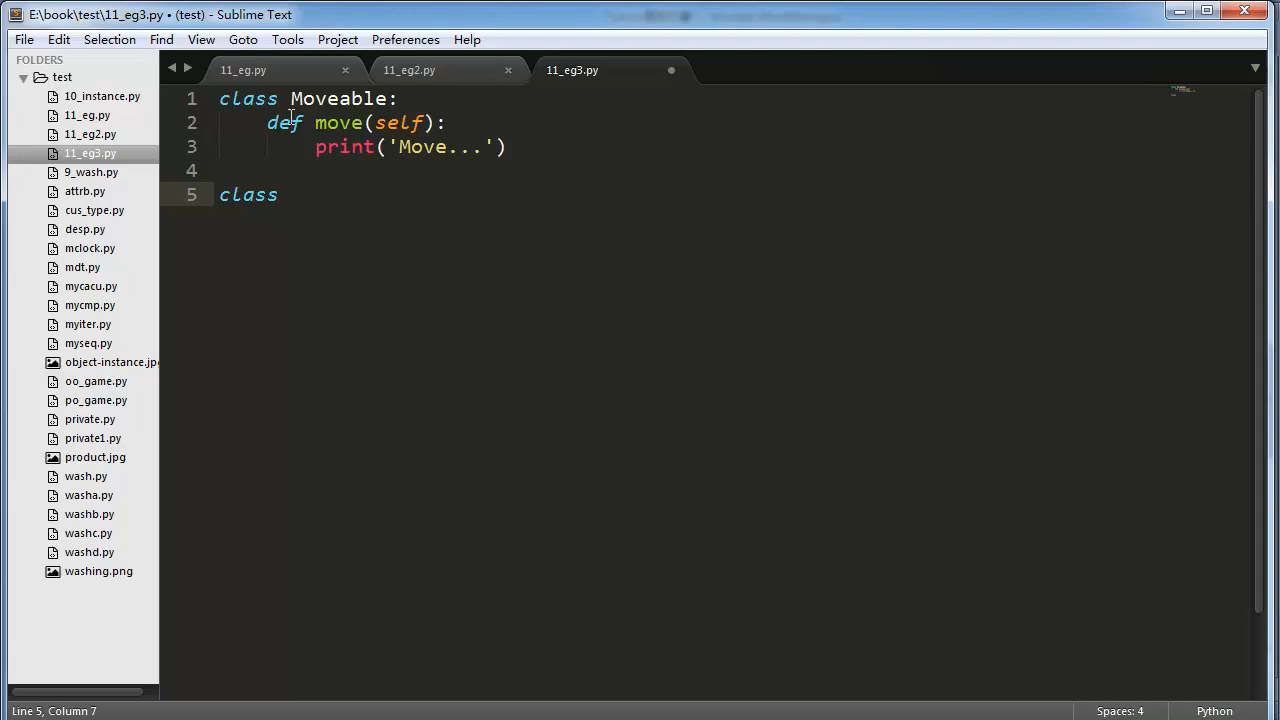 E:\book\test\11_eg3.py • (test) - Sublime Text
File Edit Selection Find View Goto Tools Project Preferences Help
FOLDERS
test
10_instance.py
11_eg.py
11_eg2.py
11_eg3.py
9_wash.py
attrb.py
cus_type.py
desp.py
mclock.py
mdt.py
mycacu.py
mycmp.py
myiter.py
myseq.py
object-instance.jp
oo_game.py
po_game.py
private.py
private1.py
product.jpg
wash.py
washa.py
washb.py
washc.py
washd.py
washing.png
11_eg.py 11_eg2.py 11_eg3.py
1 class Moveable:
2 def move(self):
3 print('Move...')
4
5 class
Line 5, Column 7 Spaces: 4 Python